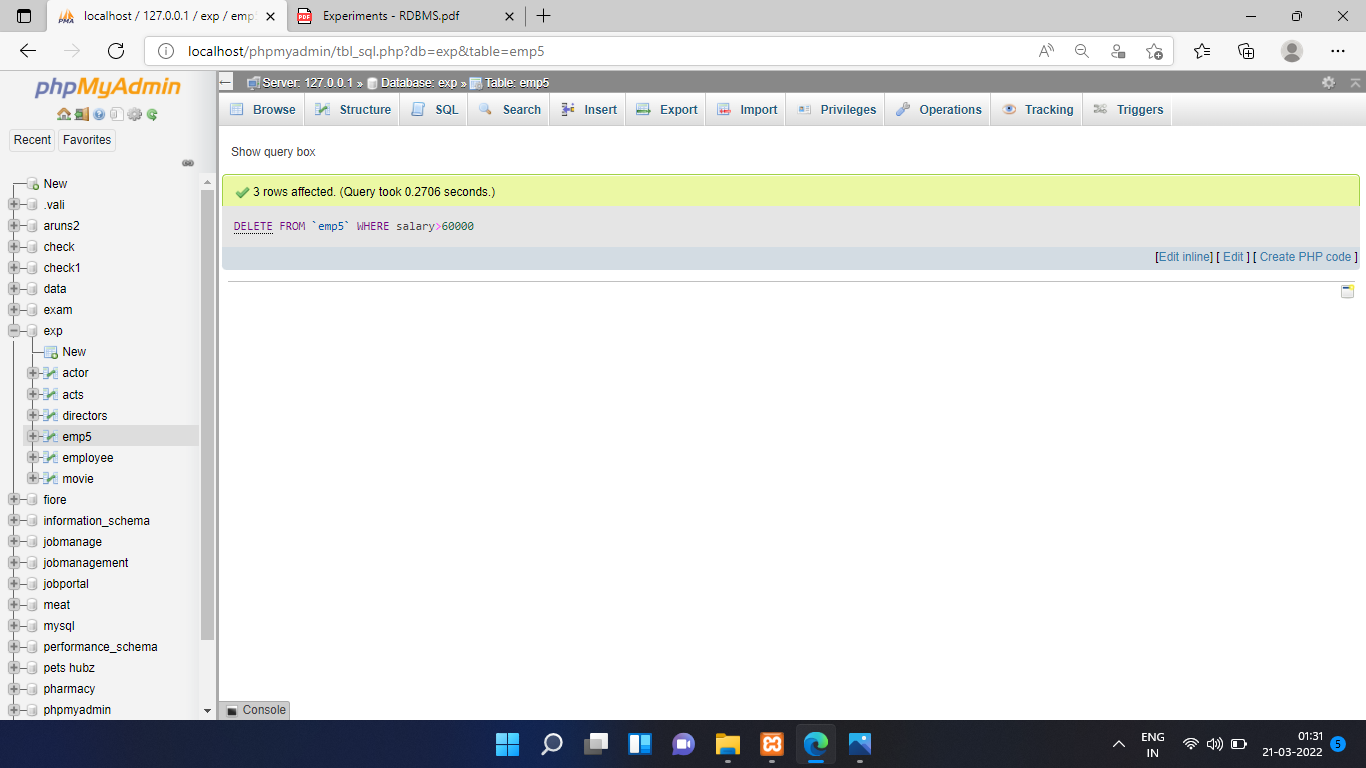 localhost / 127.0.0.1 / exp / emp
Experiments - RDBMS.pdf
localhost/phpmyadmin/tbl_sql.php?db=exp&table=emp5
phpMyAdmin
Recent
Favorites
New
.vali
aruns2
check
check1
data
exam
exp
New
actor
acts
directors
emp5
employee
movie
fiore
information_schema
jobmanage
jobmanagement
jobportal
meat
mysql
performance_schema
pets hubz
pharmacy
phpmyadmin
Server: 127.0.0.1 » Database: exp » Table: emp5
Browse Structure SQL Search Insert Export Import Privileges Operations Tracking Triggers
Show query box
3 rows affected. (Query took 0.2706 seconds.)
DELETE FROM `emp5` WHERE salary>60000
[Edit inline] [ Edit ] [ Create PHP code ]
Console
ENG
IN
01:31
21-03-2022
5